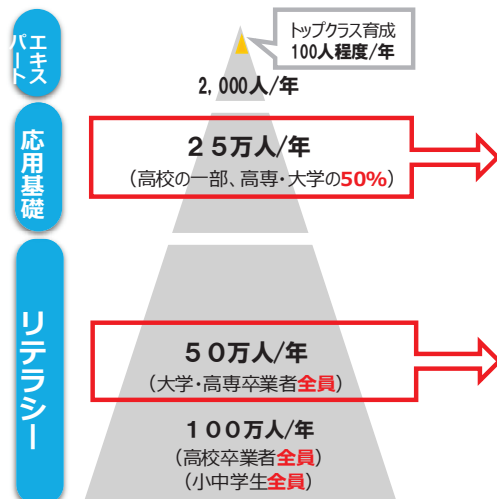 エキスパート
トップクラス育成
100人程度/年
2,000人/年
応用基礎
25万人/年
(高校の一部、高専・大学の50%)
リテラシー
50万人/年
(大学・高専卒業者全員)
100万人/年
(高校卒業者全員)
(小中学生全員)